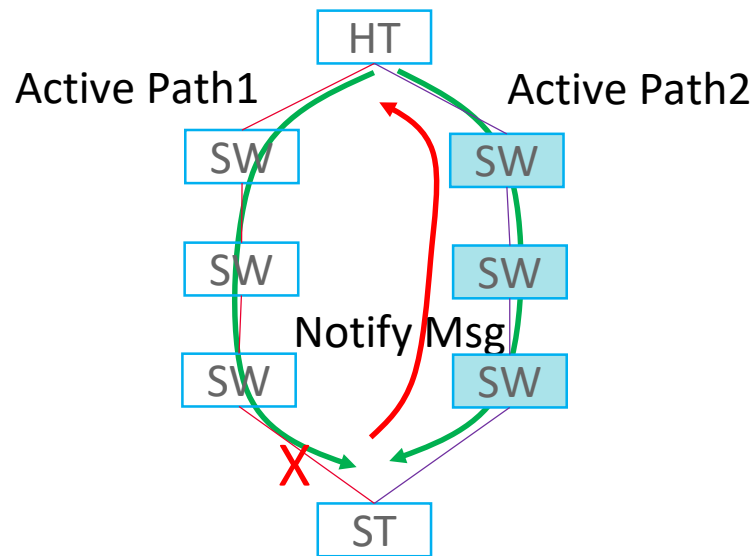 HT
Active Path1
Active Path2
SW
SW
SW
SW
Notify Msg
SW
SW
X
ST